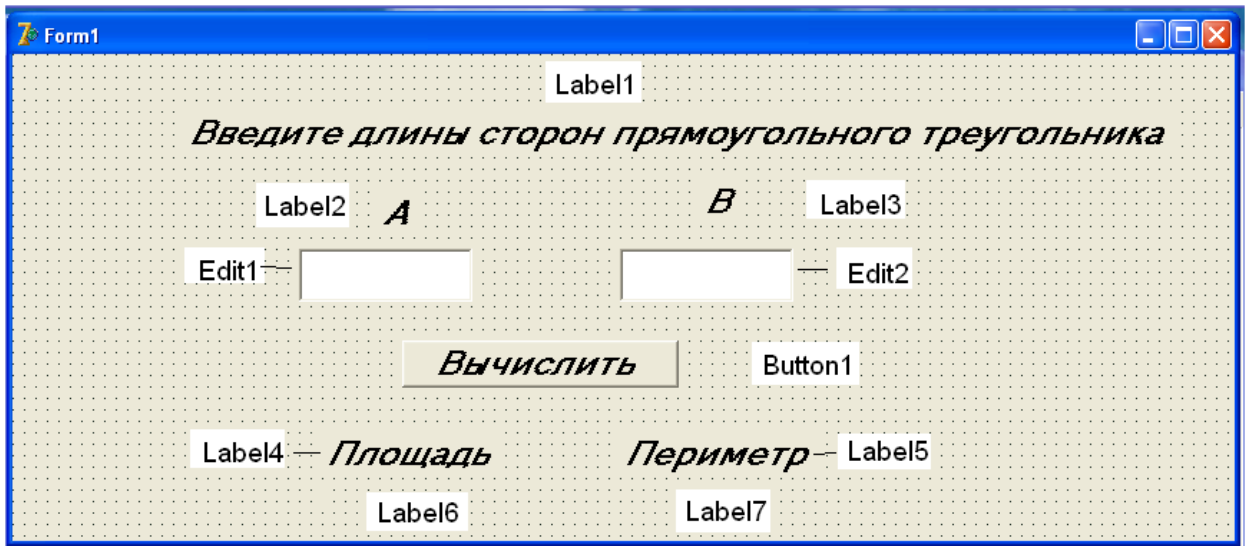 Form1
Label1
Введите длины сторон прямоугольного треугольника
Label2 A B Label3
Edit1 Edit2
Вычислить Button1
Label4 Площадь Периметр Label5
Label6 Label7